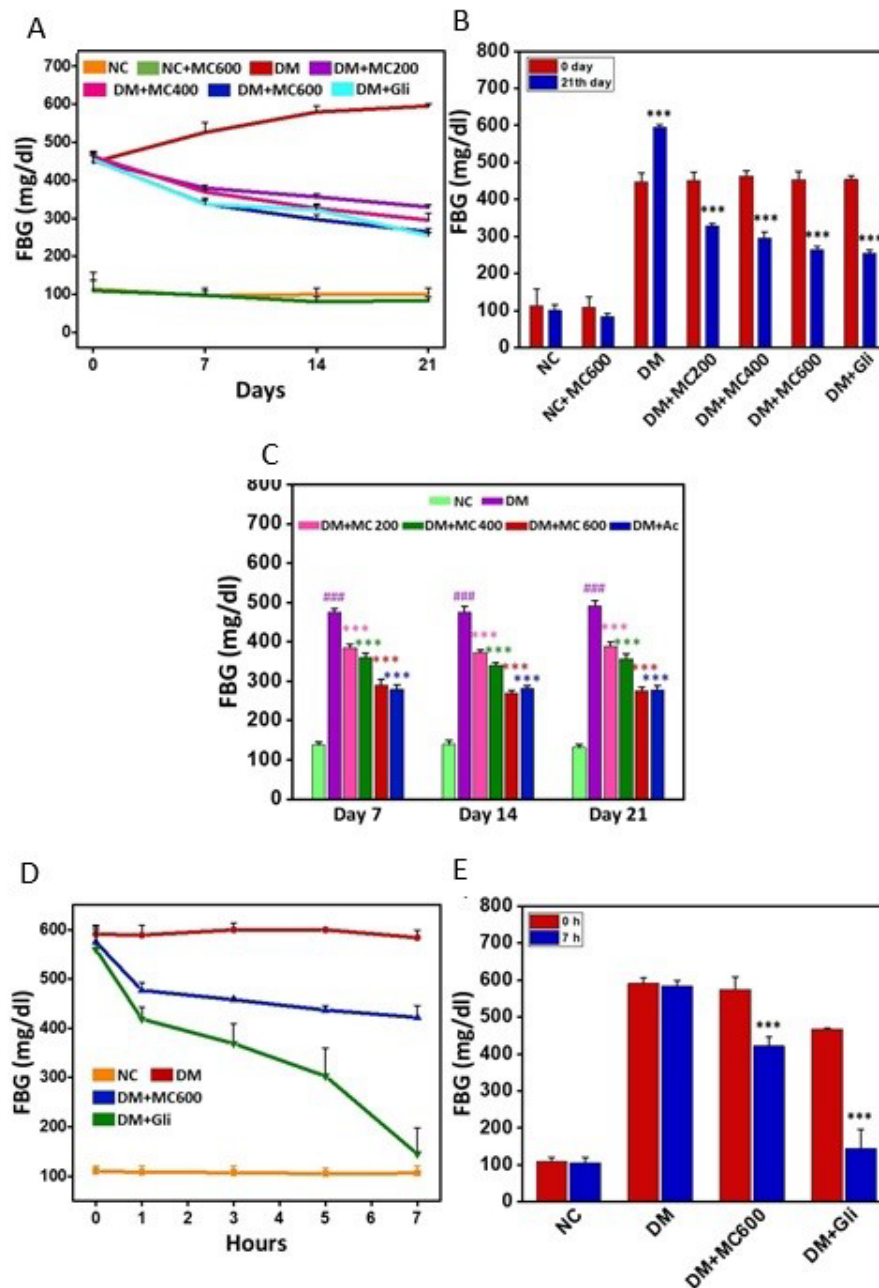 A
NC NC+MC600 DM DM+MC200
DM+MC400 DM+MC600 DM+Gli
FBG (mg/dl)
700
600
500
400
300
200
100
0
0 7 14 21
Days
B
0 day
21th day
FBG (mg/dl)
800
700
600
500
400
300
200
100
0
***
***
***
***
***
NC NC+MC600 DM DM+MC200 DM+MC400 DM+MC600 DM+Gli
C
NC DM
DM+MC 200 DM+MC 400 DM+MC 600 DM+Ac
FBG (mg/dl)
800
700
600
500
400
300
200
100
0
### *** *** *** ***
### *** *** *** ***
### *** *** *** ***
Day 7 Day 14 Day 21
D
FBG (mg/dl)
600
500
400
300
200
100
NC DM
DM+MC600
DM+Gli
0 1 3 5 7
Hours
E
0 h
7 h
FBG (mg/dl)
800
700
600
500
400
300
200
100
0
***
***
NC DM DM+MC600 DM+Gli